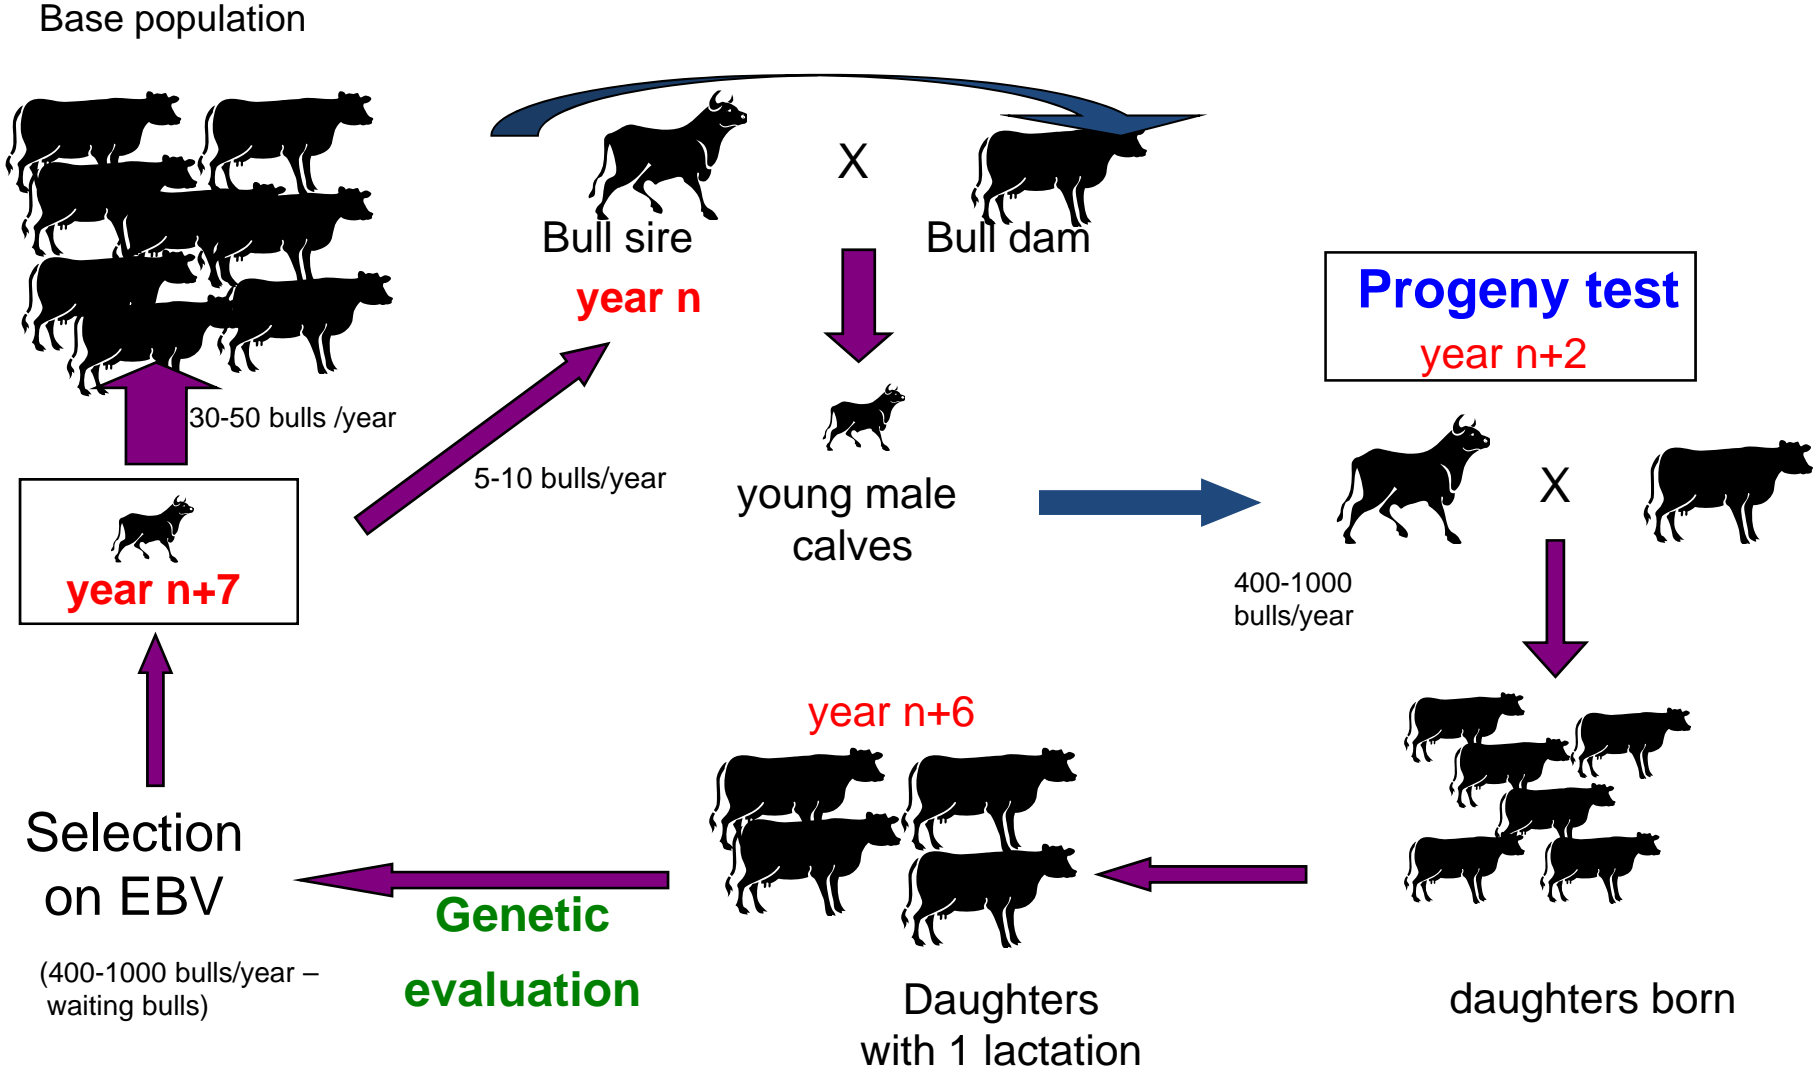 Base population
X
Bull sire
Bull dam
year n
Progeny test
year n+2
30-50 bulls /year
5-10 bulls/year
young male
calves
X
year n+7
400-1000
bulls/year
year n+6
Selection
on EBV
Genetic
evaluation
(400-1000 bulls/year –
waiting bulls)
Daughters
with 1 lactation
daughters born